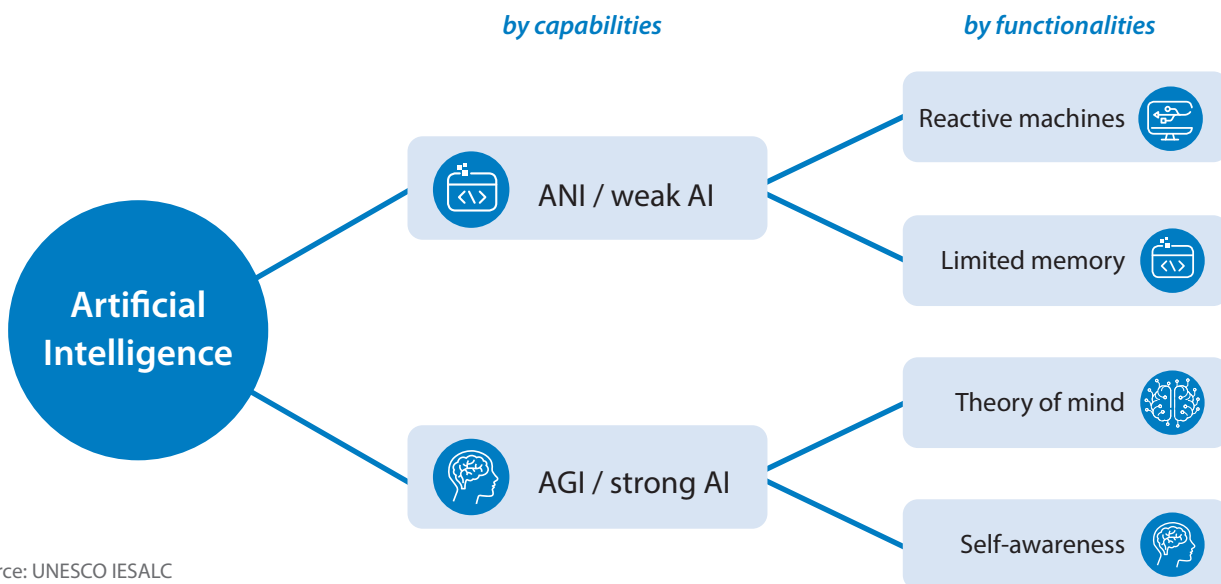 by capabilities
by functionalities
Reactive machines
ANI / weak AI
Limited memory
Artificial
Intelligence
Theory of mind
AGI / strong AI
Self-awareness
rce: UNESCO IESALC